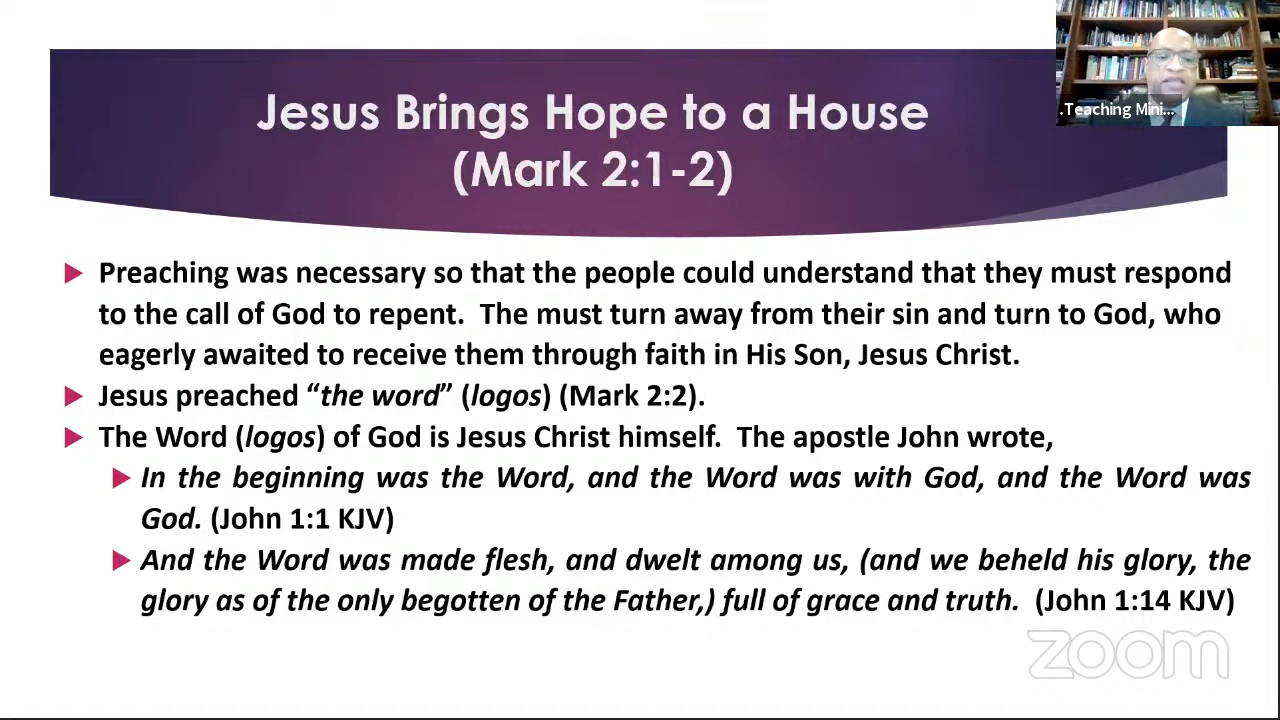 Jesus Brings Hope to a House
(Mark 2:1-2)
.Teaching Mini...
Preaching was necessary so that the people could understand that they must respond
to the call of God to repent. The must turn away from their sin and turn to God, who
eagerly awaited to receive them through faith in His Son, Jesus Christ.
Jesus preached “the word” (logos) (Mark 2:2).
The Word (logos) of God is Jesus Christ himself. The apostle John wrote,
In the beginning was the Word, and the Word was with God, and the Word was
God. (John 1:1 KJV)
And the Word was made flesh, and dwelt among us, (and we beheld his glory, the
glory as of the only begotten of the Father,) full of grace and truth. (John 1:14 KJV)
zoom